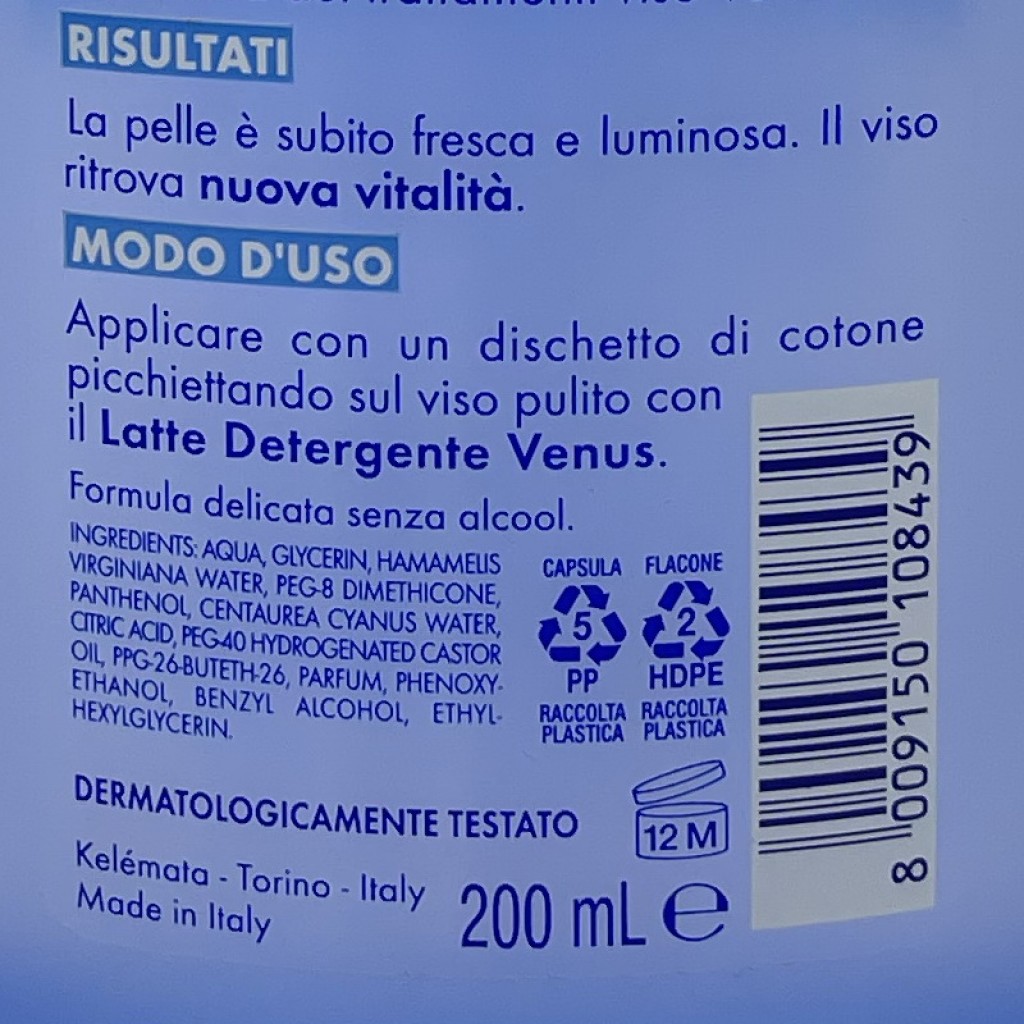 RISULTATI
La pelle è subito fresca e luminosa. Il viso
ritrova nuova vitalità.
MODO D'USO
Applicare con un dischetto di cotone
picchiettando sul viso pulito con
il Latte Detergente Venus.
Formula delicata senza alcool.
INGREDIENTS: AQUA, GLYCERIN, HAMAMELIS
VIRGINIANA WATER, PEG-8 DIMETHICONE,
PANTHENOL, CENTAUREA CYANUS WATER,
CITRIC ACID, PEG-40 HYDROGENATED CASTOR
OIL, PPG-26-BUTETH-26, PARFUM, PHENOXY-
ETHANOL, BENZYL ALCOHOL, ETHYL-
HEXYLGLYCERIN.
CAPSULA FLACONE
5 2
PP HDPE
RACCOLTA RACCOLTA
PLASTICA PLASTICA
DERMATOLOGICAMENTE TESTATO
12 M
Kelémata - Torino - Italy
Made in Italy
200 mL e
8 009150 108439